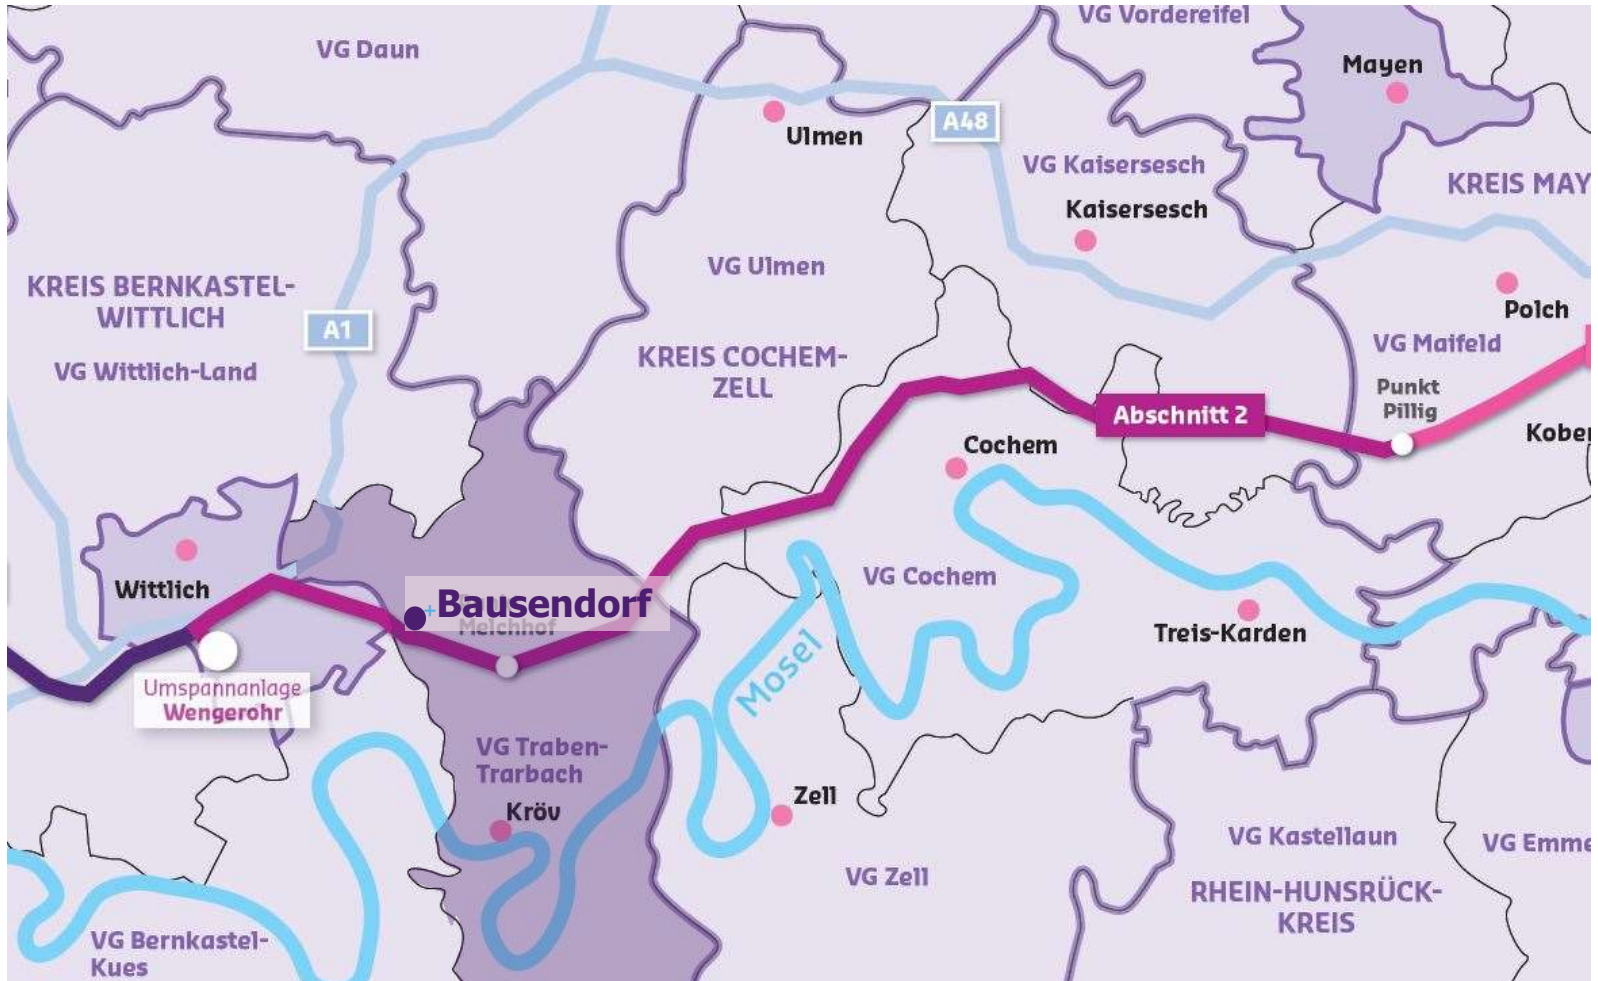 VG Vordereifel
VG Daun
Mayen
Ulmen
A48
VG Kaisersesch
KREIS MAY
Kaisersesch
VG Ulmen
KREIS BERNKASTEL-
WITTLICH
Polch
A1
VG Maifeld
KREIS COCHEM-
ZELL
VG Wittlich-Land
Punkt
Pillig
Abschnitt 2
Kober
Cochem
VG Cochem
Wittlich
Bausendorf
Melchhof
Treis-Karden
Mosel
Umspannanlage
Wengerohr
VG Traben-
Trarbach
Zell
Kröv
VG Kastellaun
VG Emme
VG Zell
RHEIN-HUNSRÜCK-
KREIS
VG Bernkastel-
Kues